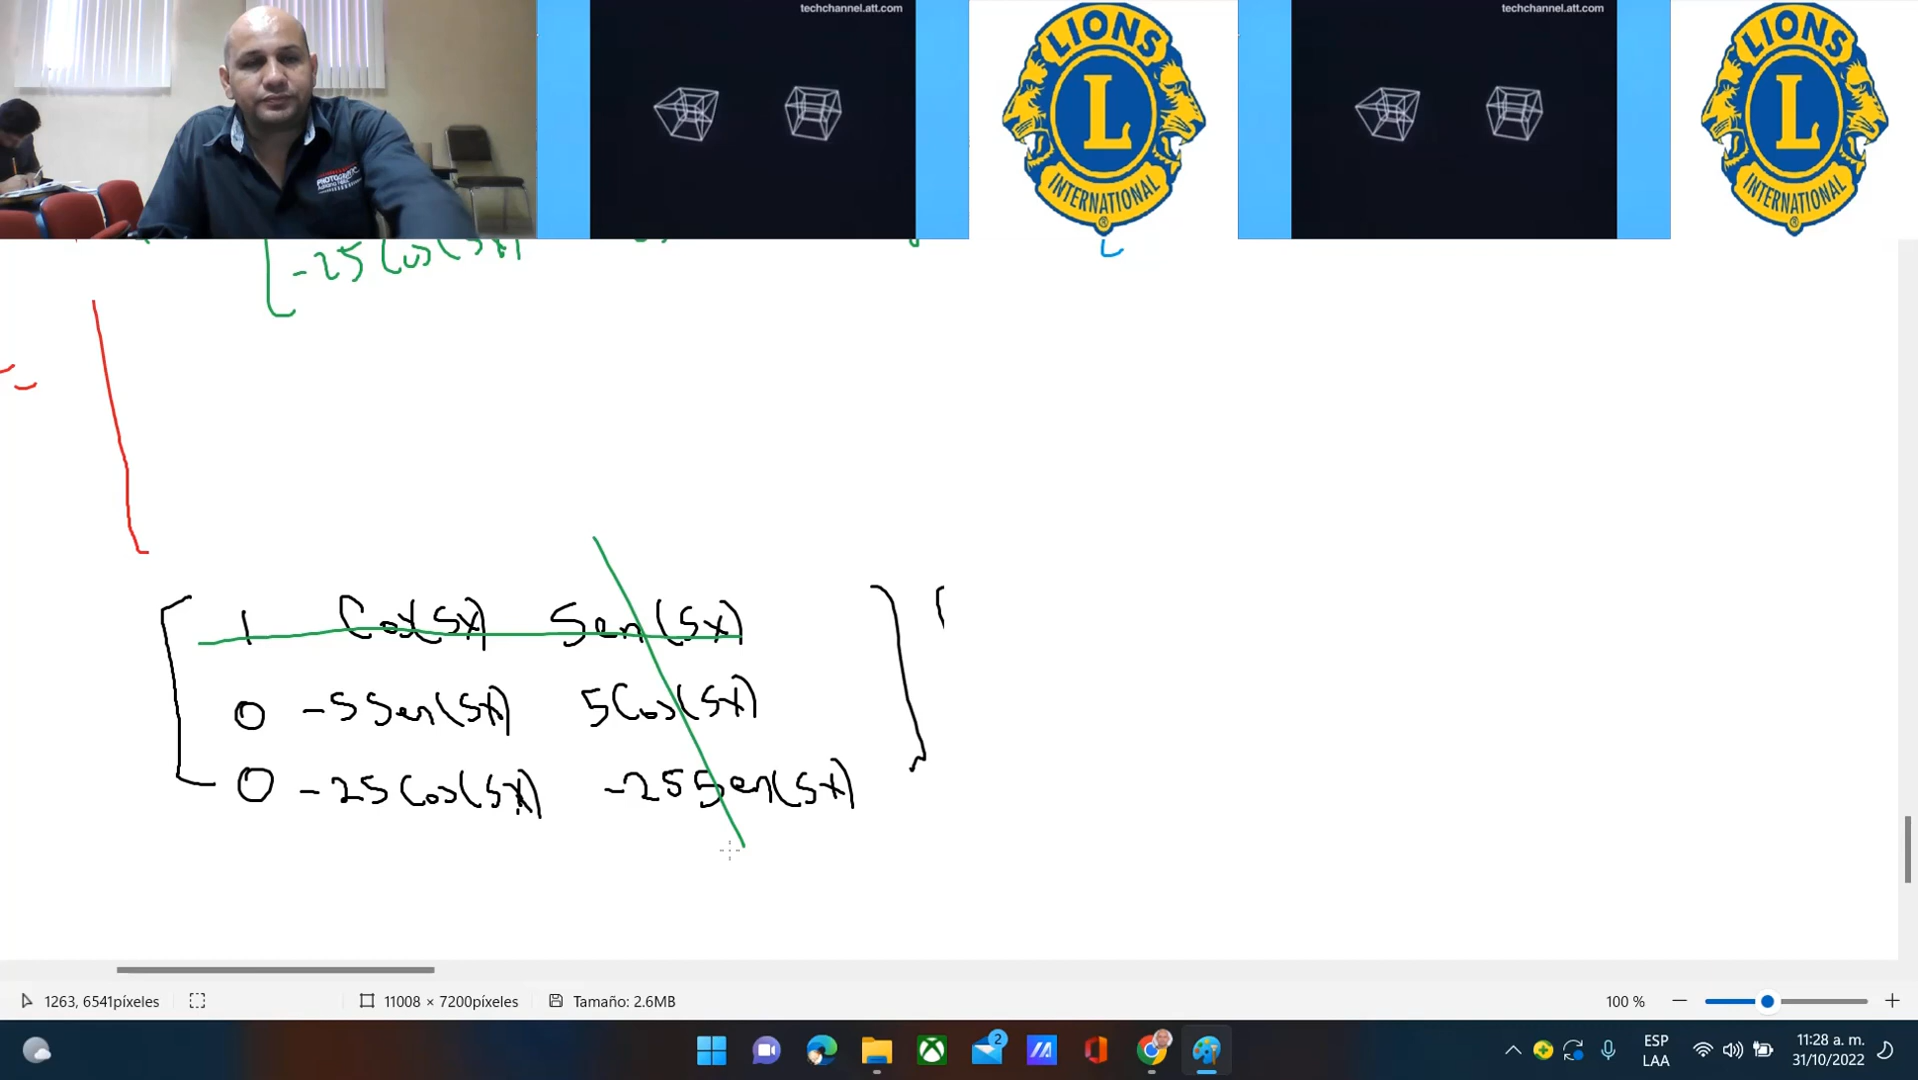 techchannel.att.com
techchannel.att.com
LIONS
L
INTERNATIONAL
®
LIONS
L
INTERNATIONAL
®
-25 Cos(5x)
1 Cos(5x) Sen(5x)
0 -5Sen(5x) 5Cos(5x)
0 -25Cos(5x) -25Sen(5x)
1263, 6541píxeles
11008 × 7200píxeles
Tamaño: 2.6MB
100 %
2
ESP
LAA
11:28 a. m.
31/10/2022